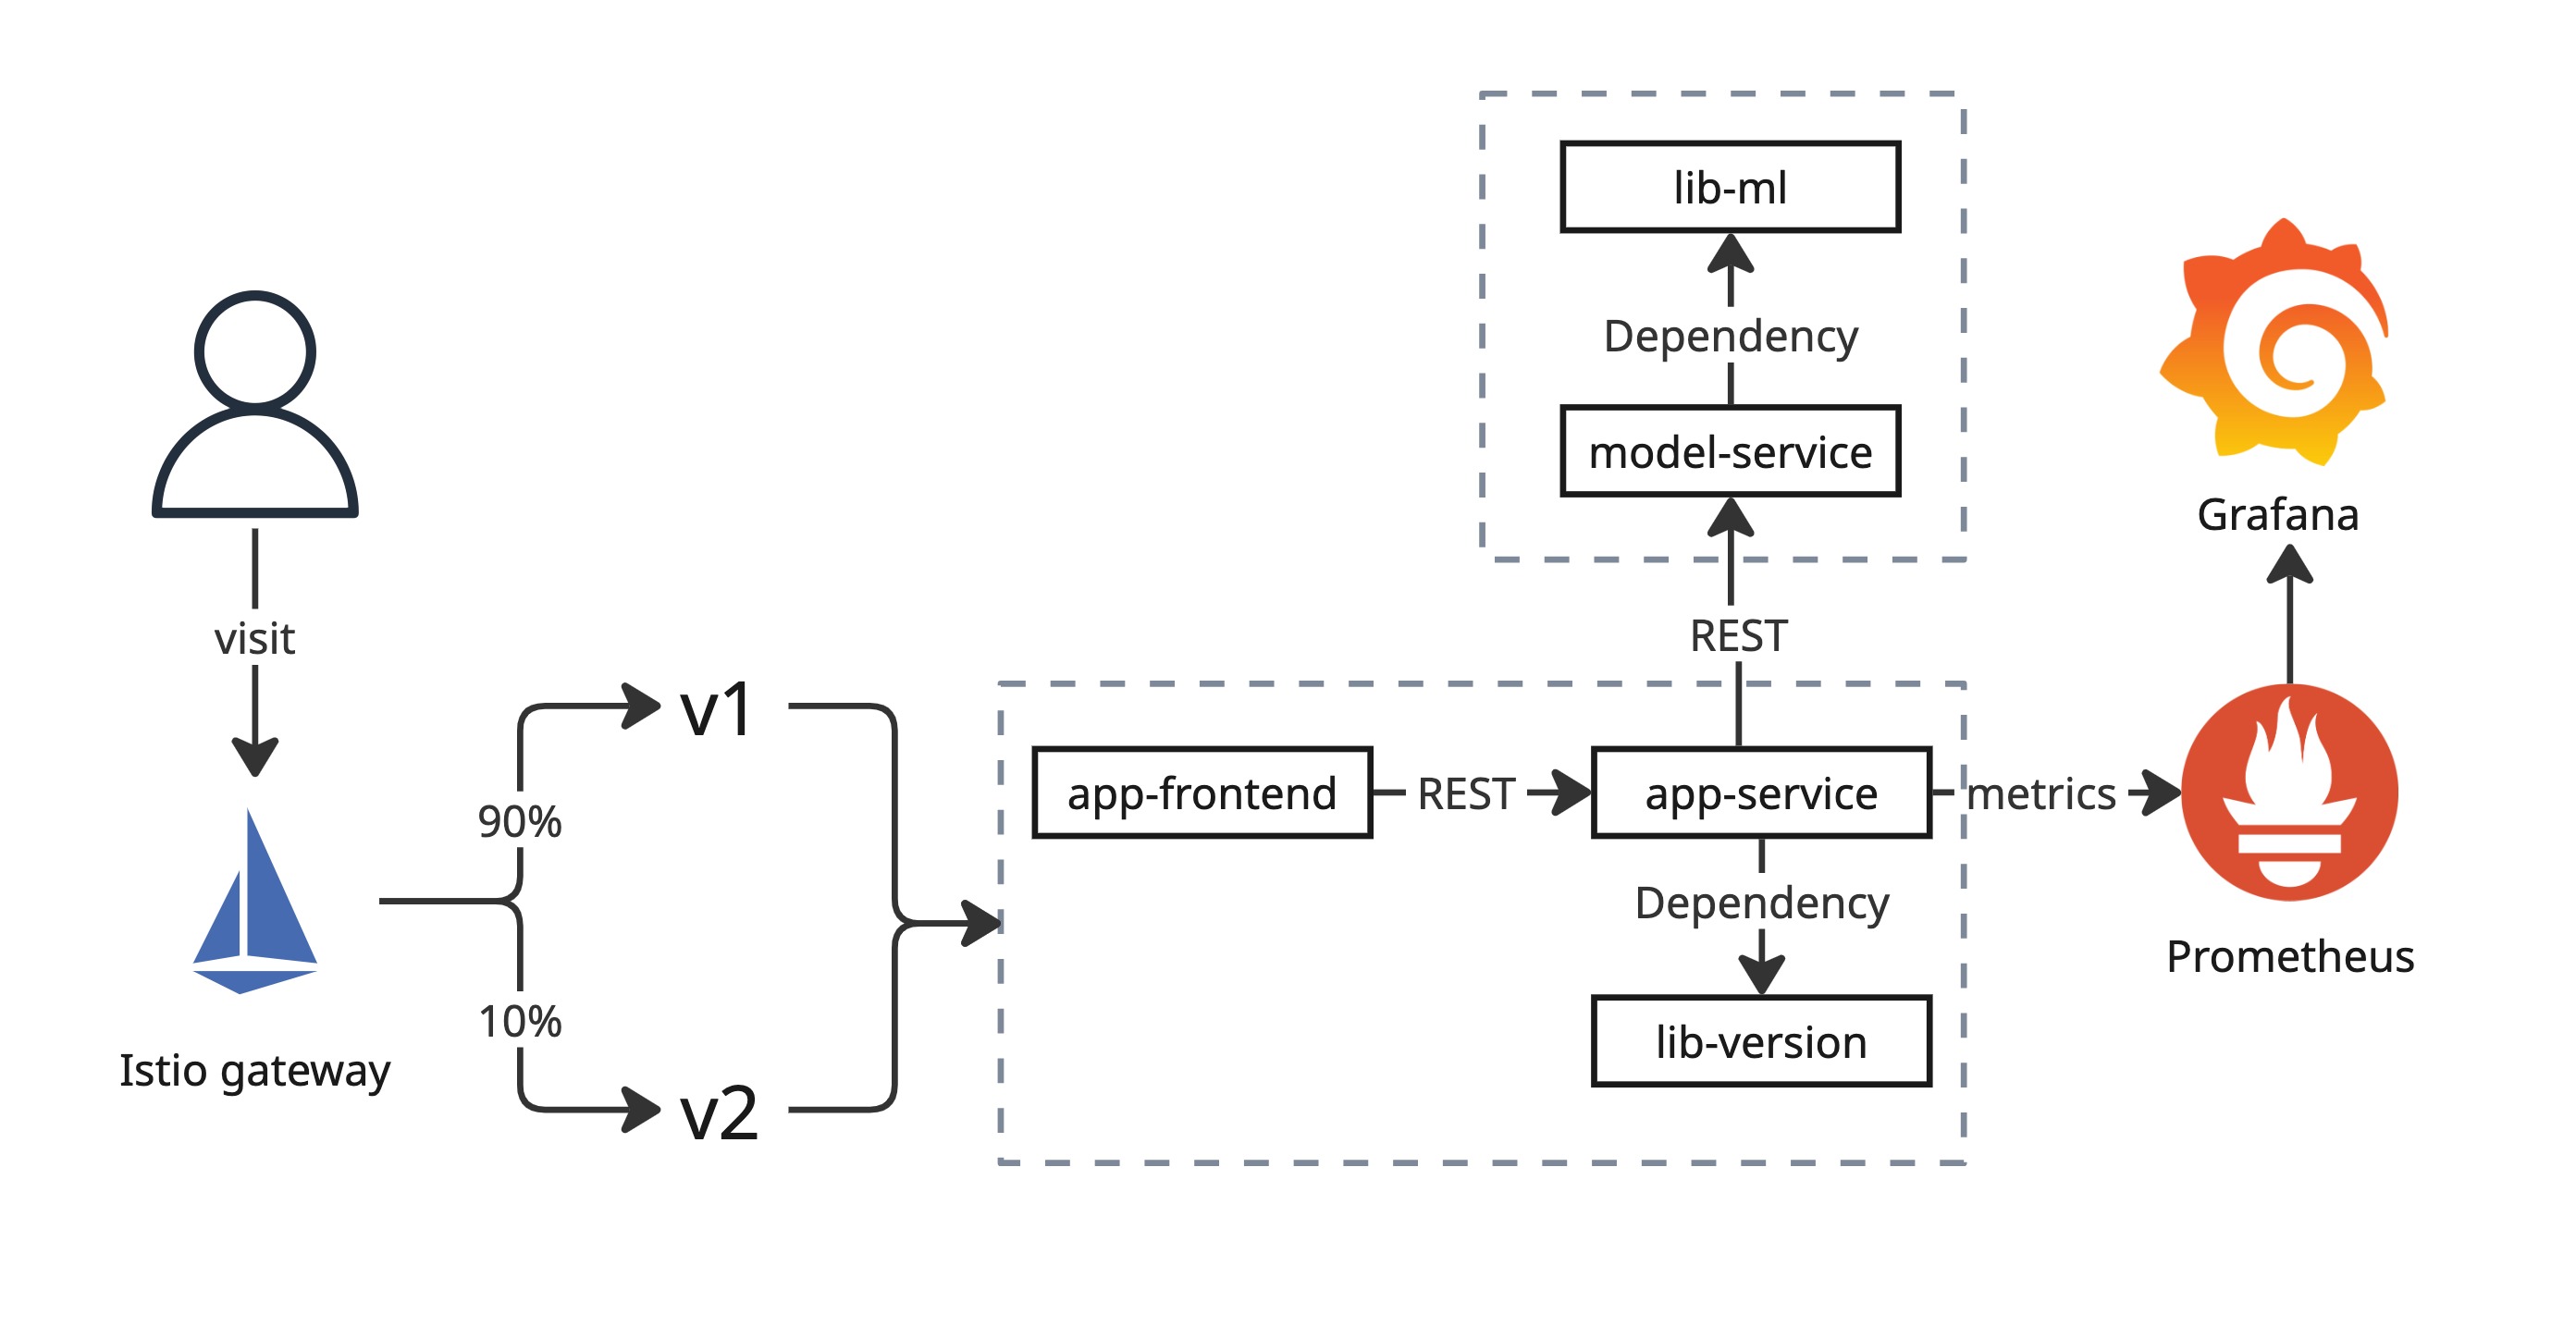 lib-ml
Dependency
model-service
Grafana
visit
REST
v1
app-frontend
REST
app-service
metrics
90%
Dependency
Prometheus
10%
lib-version
Istio gateway
v2